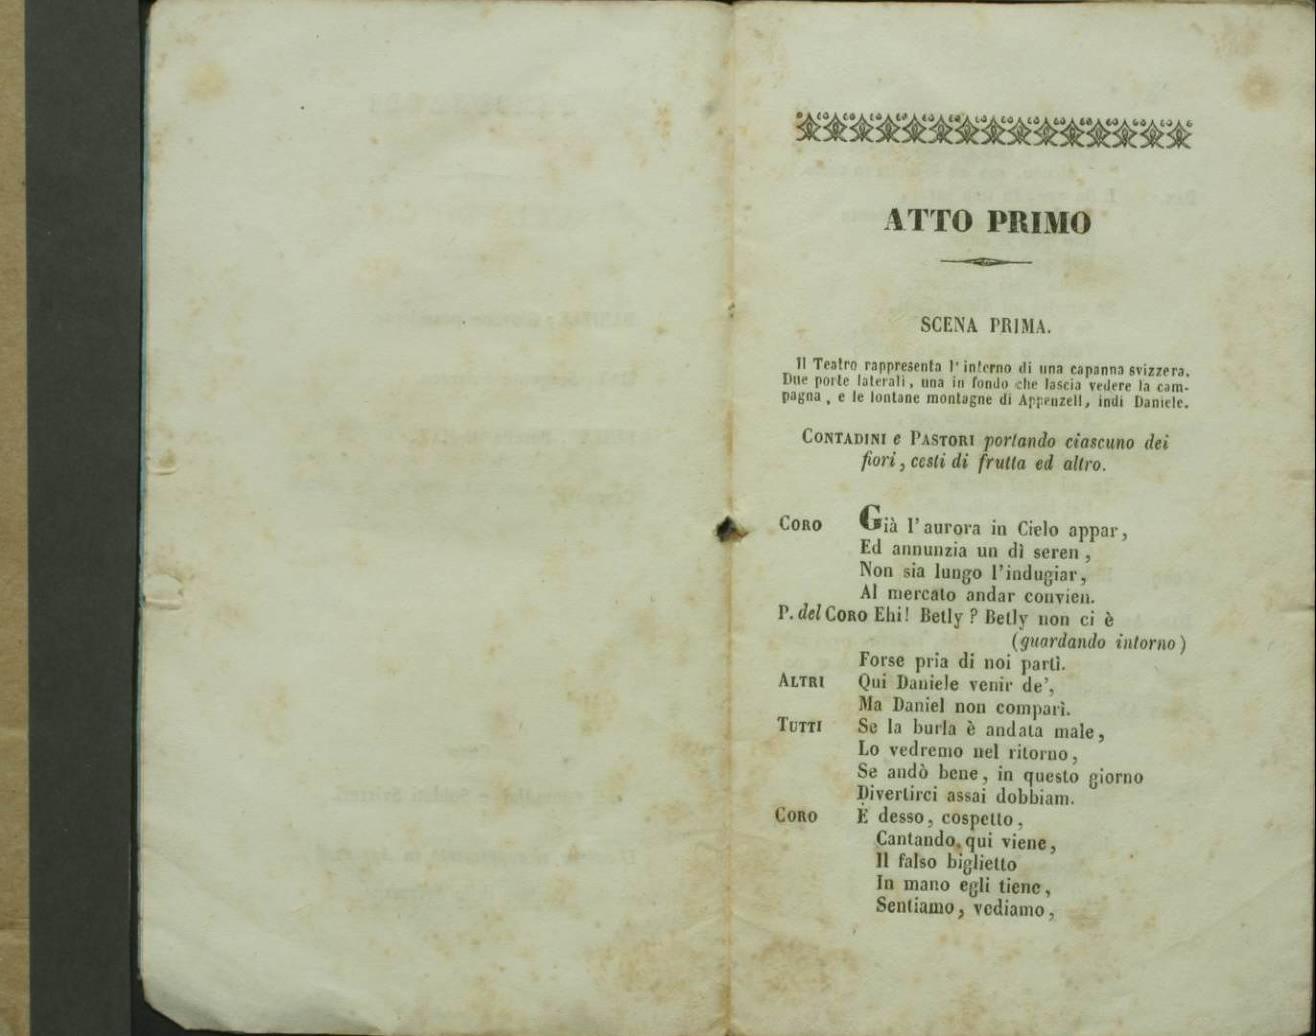 ATTO PRIMO
SCENA PRIMA.
Il Teatro rappresenta l'interno di una capanna svizzera.
Due porte laterali, una in fondo che lascia vedere la cam-
pagna, e le lontane montagne di Appenzell, indi Daniele.
CONTADINI e PASTORI portando ciascuno dei
fiori, cesti di frutta ed altro.
CORO Già l'aurora in Cielo appar,
Ed annunzia un dì seren,
Non sia lungo l'indugiar,
Al mercato andar convien.
P. del CORO Ehi! Betly? Betly non ci è
(guardando intorno)
Forse pria di noi partì.
ALTRI Qui Daniele venir de',
Ma Daniel non comparì.
TUTTI Se la burla è andata male,
Lo vedremo nel ritorno,
Se andò bene, in questo giorno
Divertirci assai dobbiam.
CORO È desso, cospetto,
Cantando, qui viene,
Il falso biglietto
In mano egli tiene,
Sentiamo, vediamo,